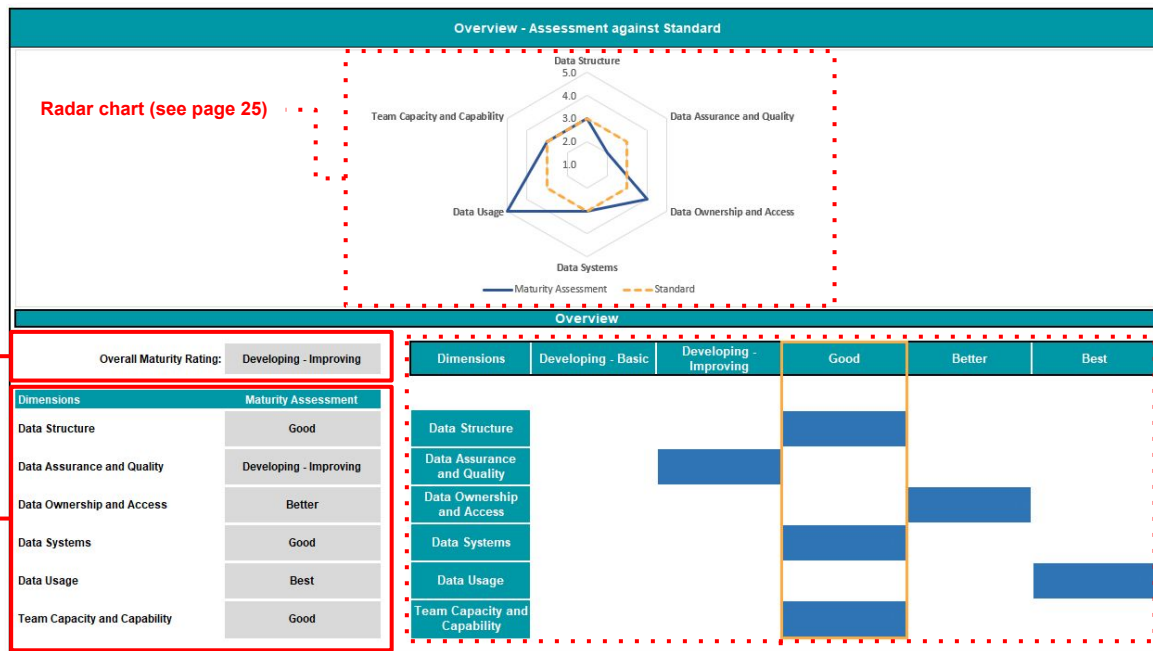 Overview - Assessment against Standard
Radar chart (see page 25)
Data Structure
5.0
4.0
3.0
2.0
1.0
Team Capacity and Capability
Data Assurance and Quality
Data Usage
Data Ownership and Access
Data Systems
Maturity Assessment
Standard
Overview
Overall Maturity Rating:
Developing - Improving
Dimensions
Maturity Assessment
Data Structure
Good
Data Assurance and Quality
Developing - Improving
Data Ownership and Access
Better
Data Systems
Good
Data Usage
Best
Team Capacity and Capability
Good
Dimensions
Developing - Basic
Developing -
Improving
Good
Better
Best
Data Structure
Data Assurance
and Quality
Data Ownership
and Access
Data Systems
Data Usage
Team Capacity and
Capability